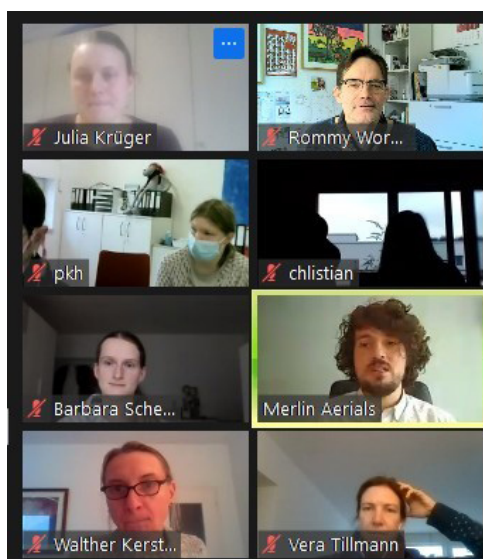 Julia Krüger
Rommy Wor...
pkh
chlistian
Barbara Sche...
Merlin Aerials
Walther Kerst...
Vera Tillmann